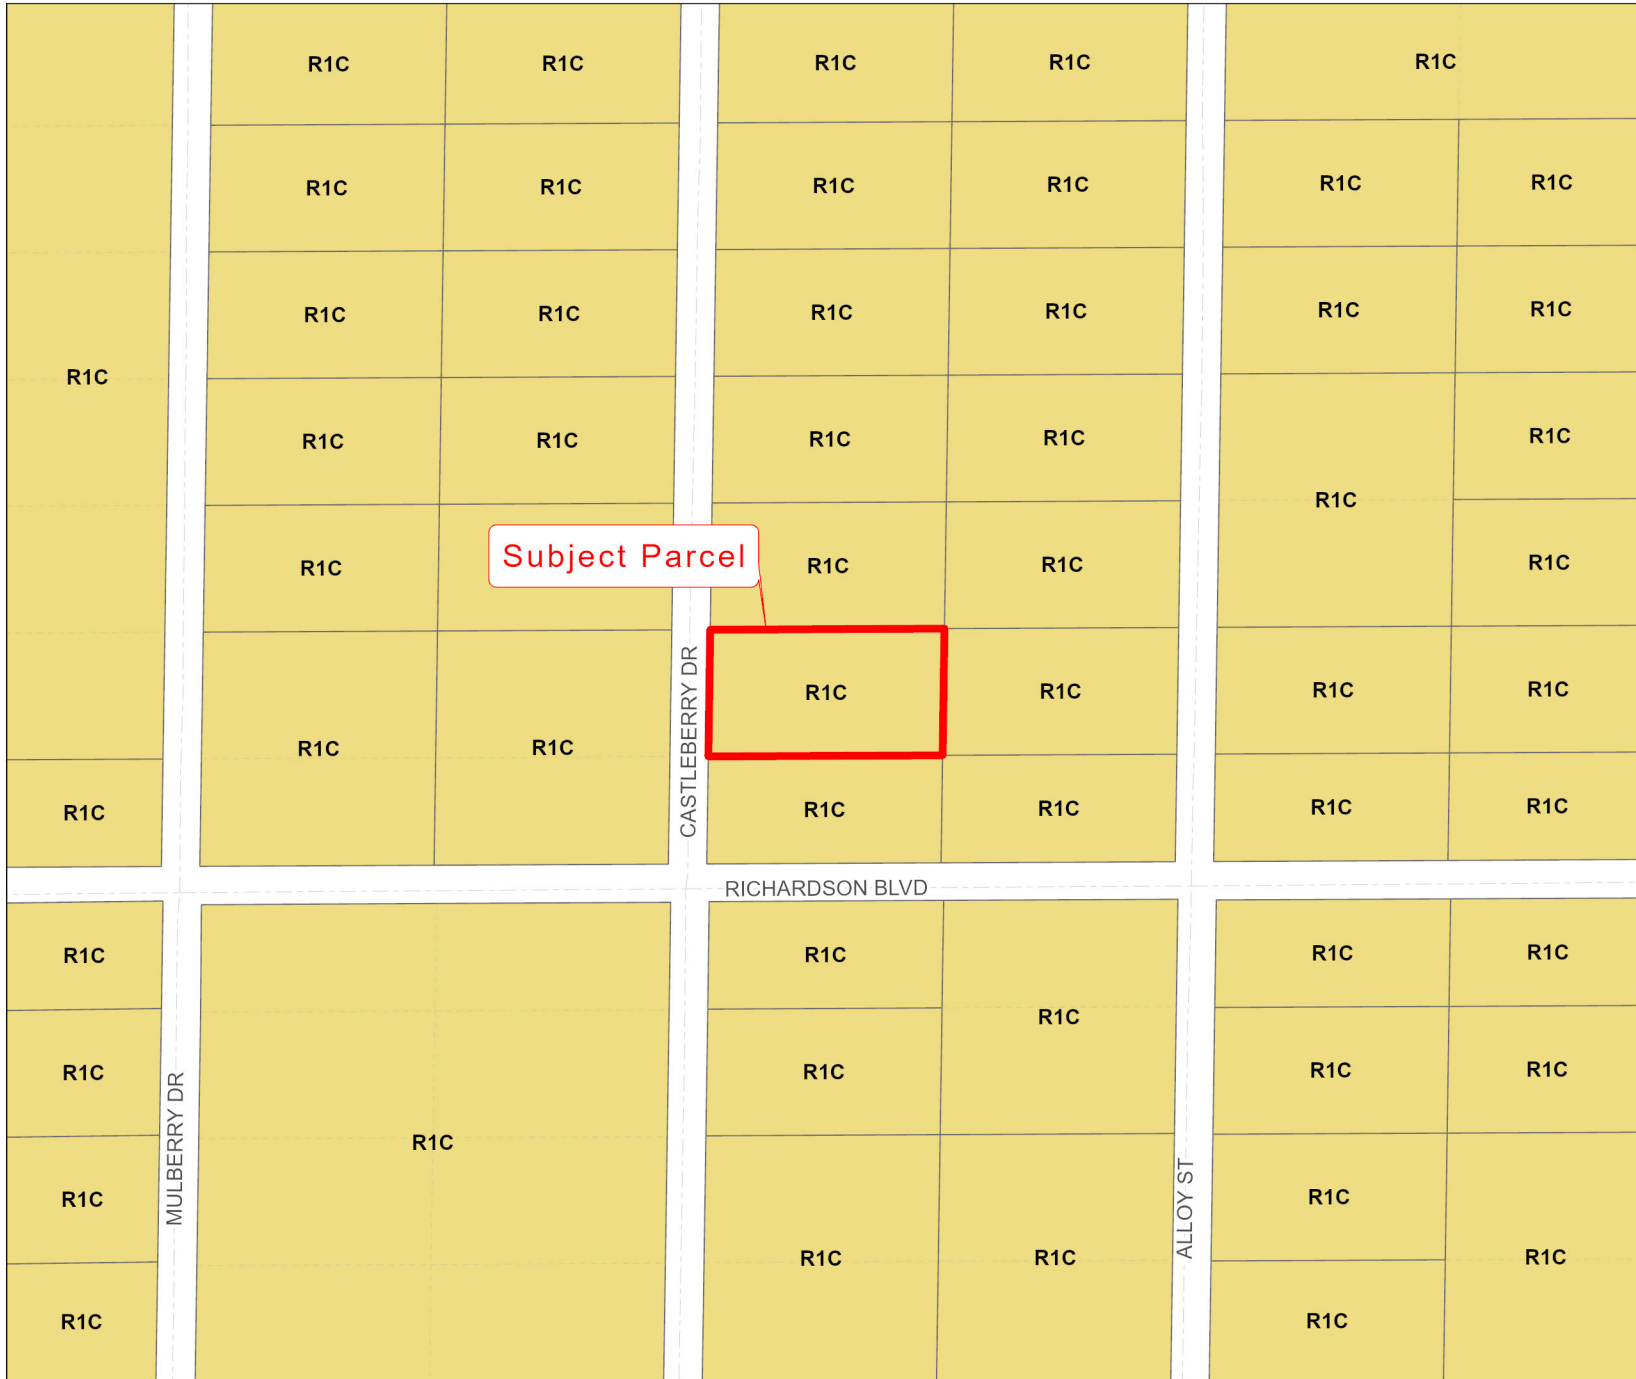 R1C R1C R1C R1C R1C
R1C R1C R1C R1C R1C R1C
R1C R1C R1C R1C R1C R1C
R1C
R1C R1C R1C R1C R1C
R1C
R1C Subject Parcel R1C R1C R1C
R1C R1C R1C R1C
R1C R1C
CASTLEBERRY DR
R1C R1C R1C R1C R1C
RICHARDSON BLVD
R1C R1C R1C R1C
R1C
R1C R1C R1C R1C
MULBERRY DR
R1C
R1C R1C
ALLOY ST
R1C R1C R1C
R1C R1C